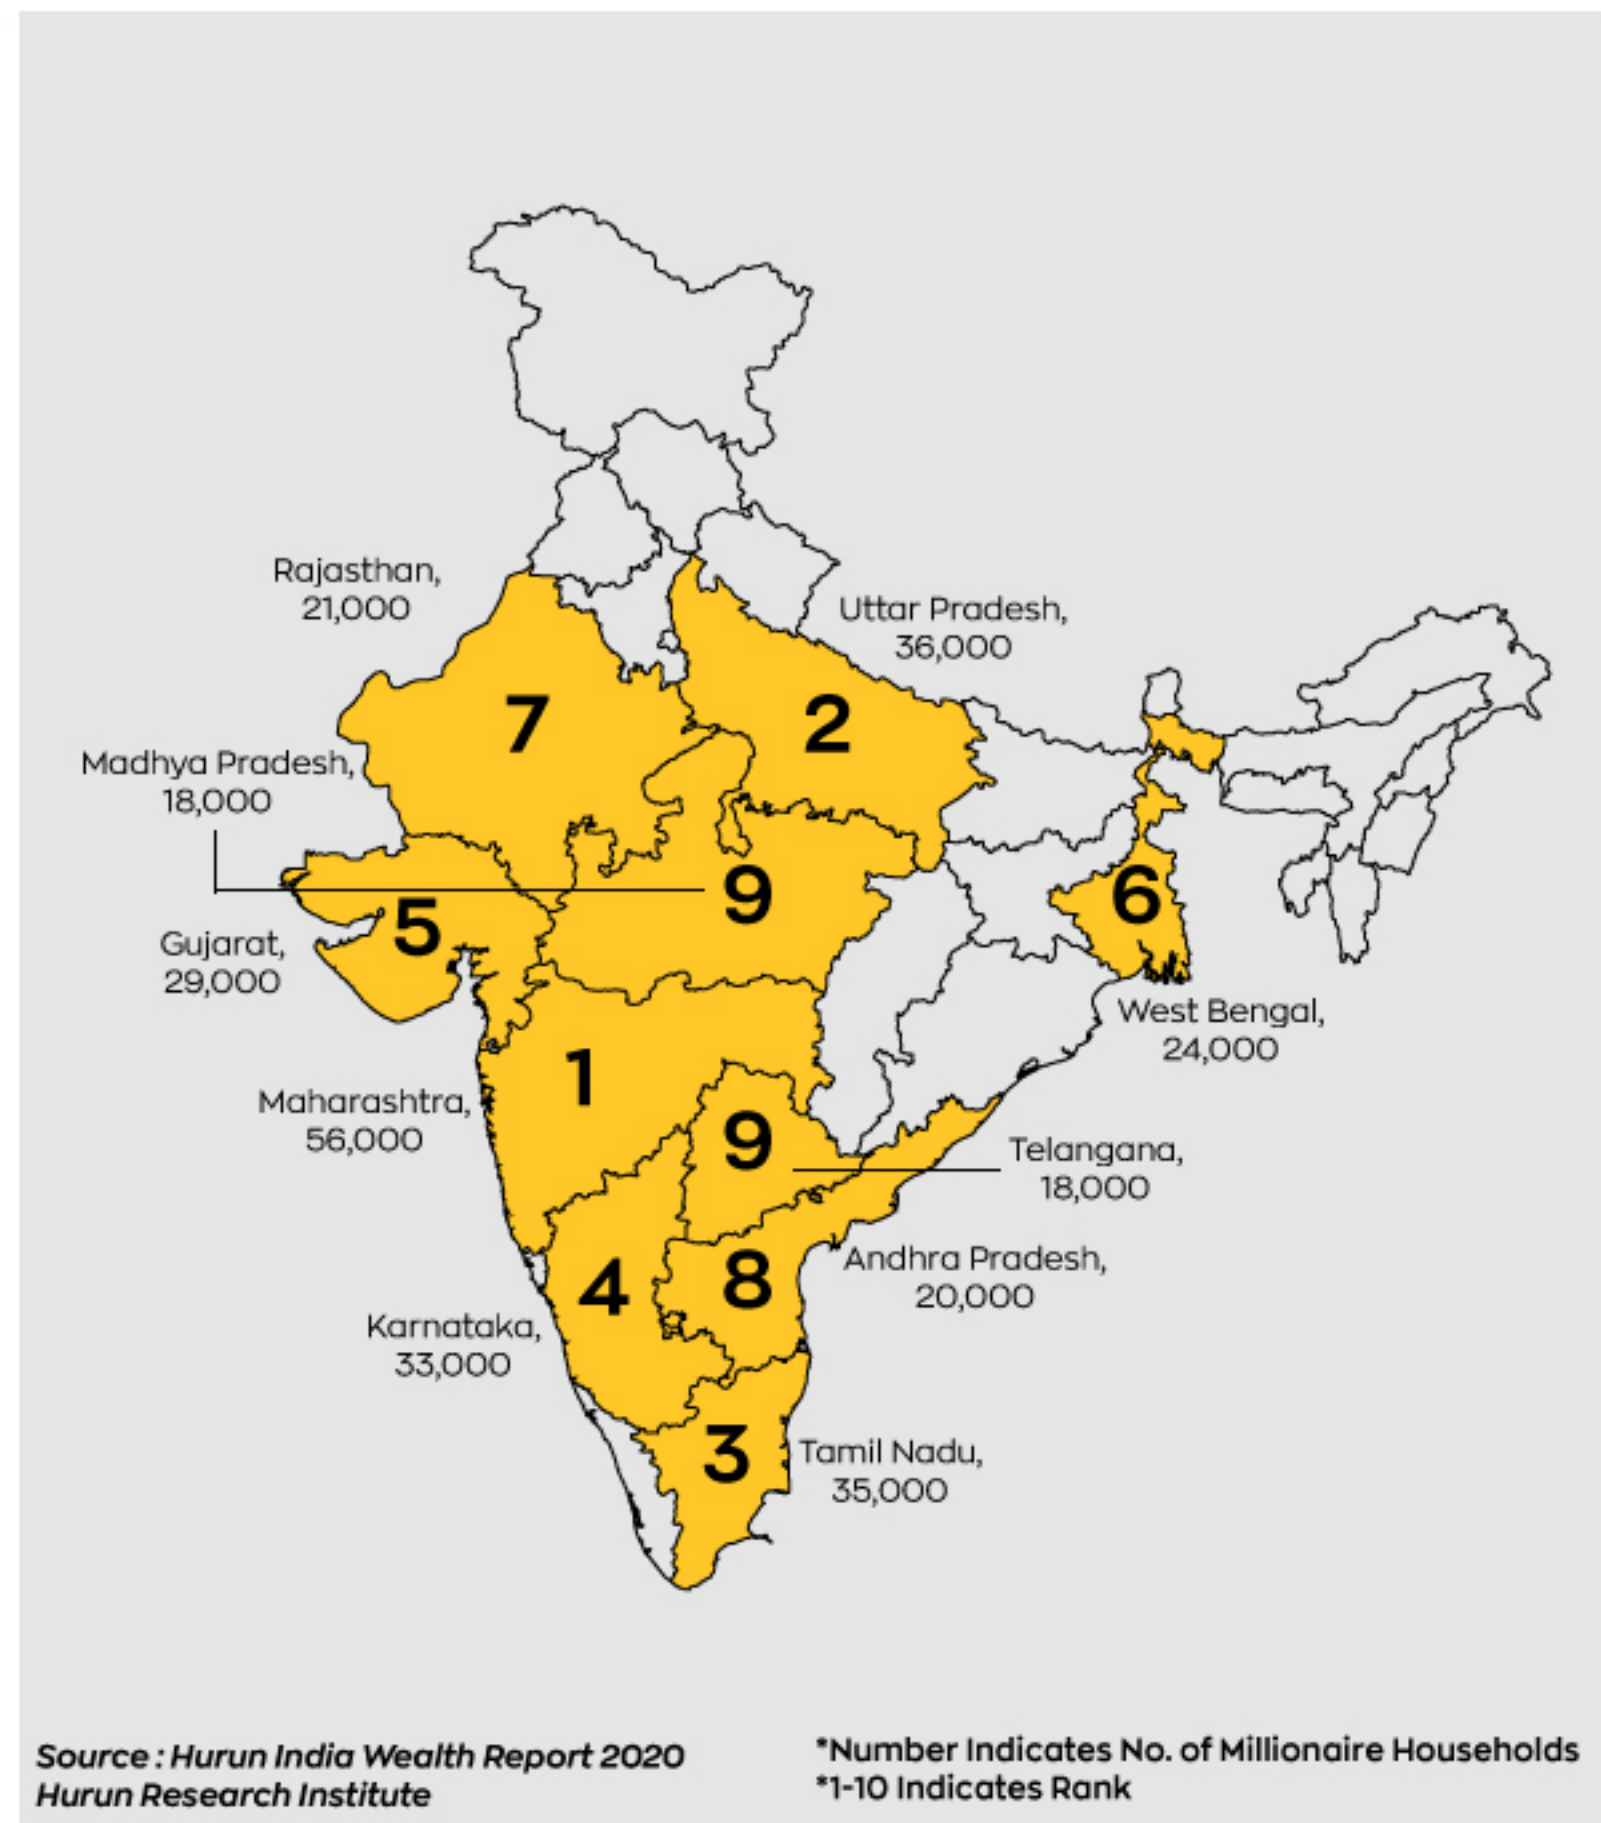 Rajasthan,
21,000
Uttar Pradesh,
36,000
7
2
Madhya Pradesh,
18,000
9
6
5
Gujarat,
29,000
West Bengal,
24,000
1
Maharashtra,
56,000
9
Telangana,
18,000
Andhra Pradesh,
20,000
8
4
Karnataka,
33,000
3
Tamil Nadu,
35,000
Source : Hurun India Wealth Report 2020
Hurun Research Institute
*Number Indicates No. of Millionaire Households
*1-10 Indicates Rank